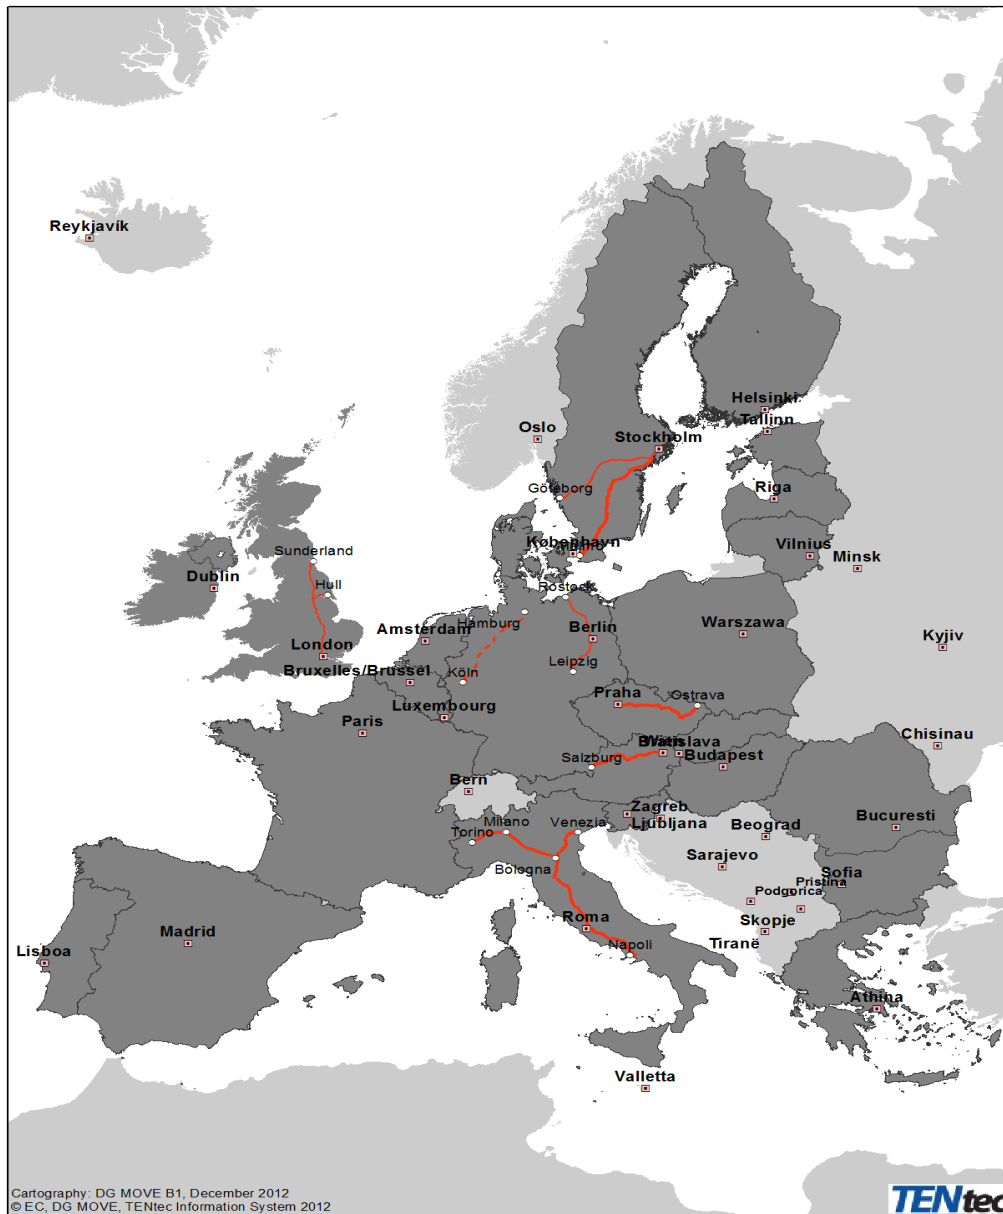 Reykjavík
Helsinki
Tallinn
Oslo
Stockholm
Göteborg
Riga
København
Vilnius
Minsk
Sunderland
Dublin
Hull
Rostock
Hamburg
Amsterdam
Berlin
Warszawa
Kyjiv
London
Bruxelles/Brussel
Köln
Leipzig
Praha
Ostrava
Luxembourg
Paris
Chisinau
Bratislava
Budapest
Salzburg
Bern
Zagreb
Ljubljana
Milano
Torino
Venezia
Beograd
Bucuresti
Bologna
Sarajevo
Sofia
Pristina
Podgorica
Roma
Skopje
Tiranë
Napoli
Madrid
Lisboa
Athina
Valletta
Cartography: DG MOVE B1, December 2012
© EC, DG MOVE, TENtec Information System 2012
TENtec